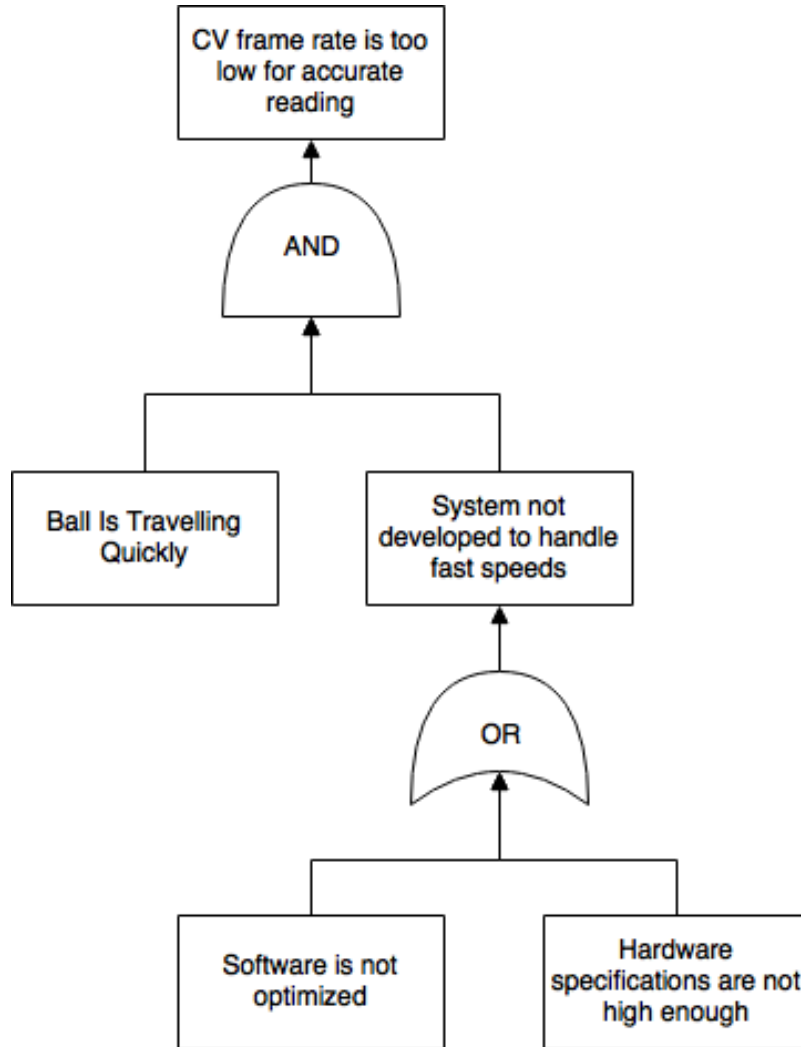 CV frame rate is too
low for accurate
reading
AND
Ball Is Travelling
Quickly
System not
developed to handle
fast speeds
OR
Software is not
optimized
Hardware
specifications are not
high enough